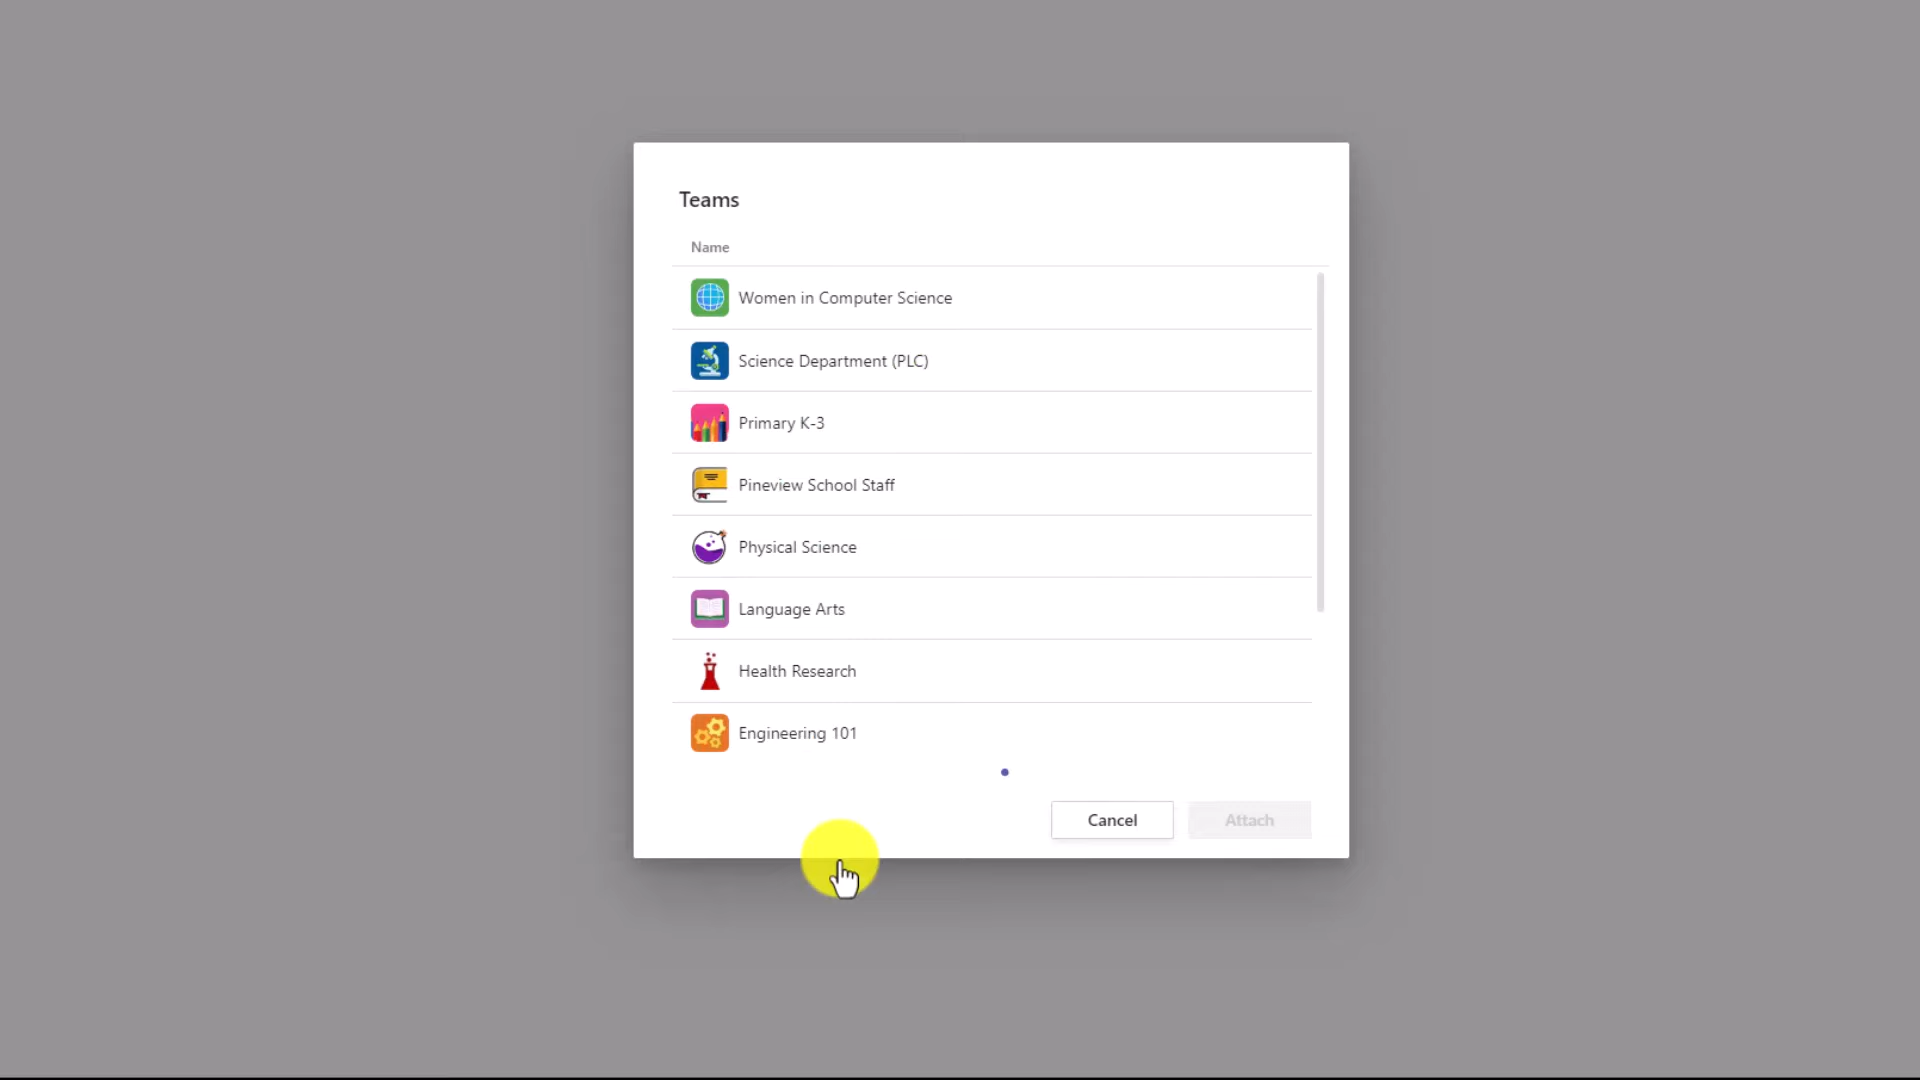 Teams
Name
Women in Computer Science
Science Department (PLC)
Primary K-3
Pineview School Staff
Physical Science
Language Arts
Health Research
Engineering 101
Cancel
Attach